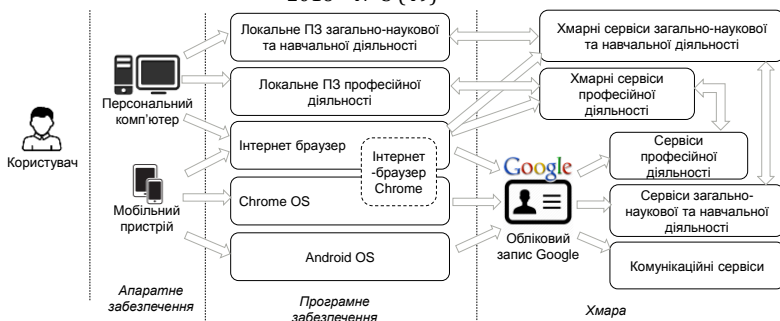 Локальне ПЗ загально-наукової
та навчальної діяльності
Хмарні сервіси загально-наукової
та навчальної діяльності
Локальне ПЗ професійної
діяльності
Хмарні сервіси
професійної
діяльності
Персональний
комп'ютер
Користувач
Інтернет браузер
Інтернет
-браузер
Chrome
Google
Сервіси
професійної
діяльності
Мобільний
пристрій
Chrome OS
Сервіси загально-
наукової та навчальної
діяльності
Обліковий
запис Google
Android OS
Комунікаційні сервіси
Апаратне
забезпечення
Програмне
забезпечення
Хмара